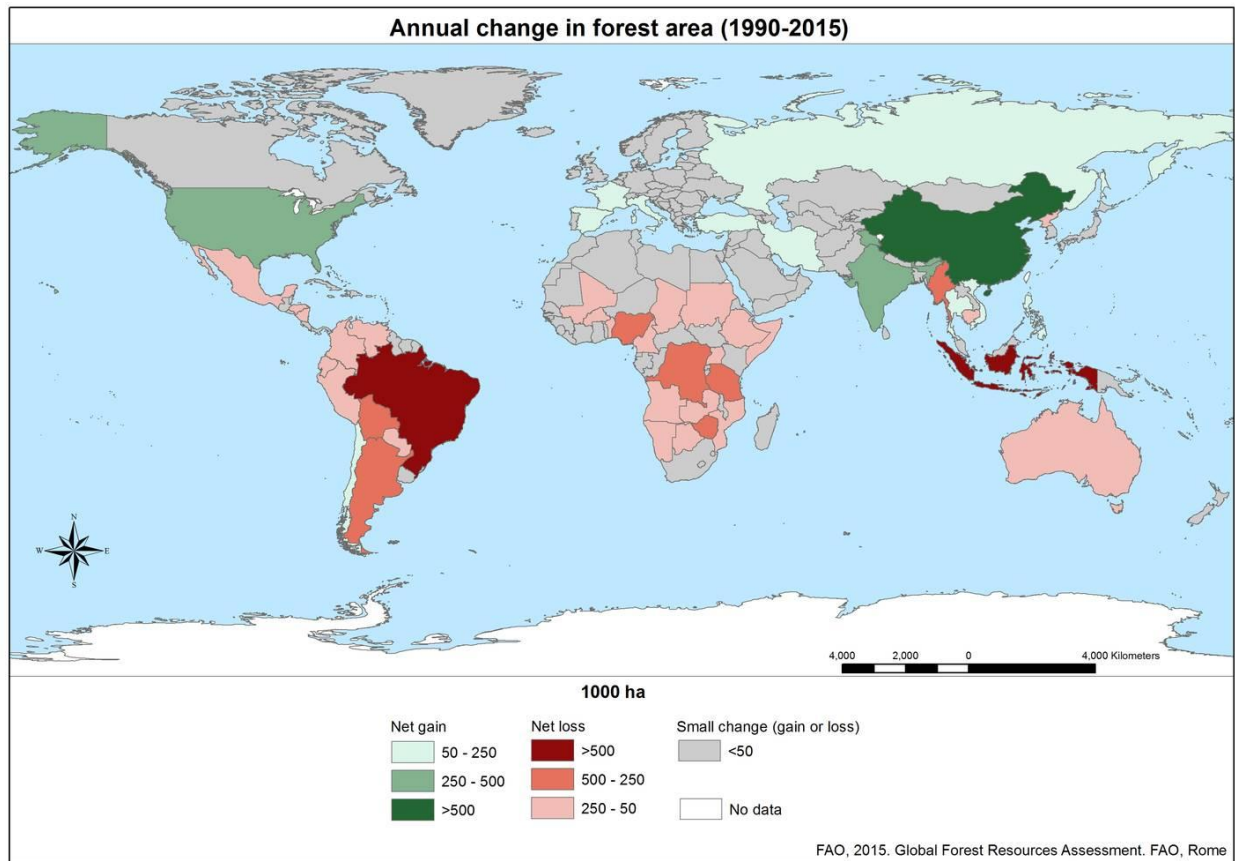 Annual change in forest area (1990-2015)
N
W E
S
4,000 2,000 0 4,000 Kilometers
1000 ha
Net gain Net loss Small change (gain or loss)
50 - 250 >500 <50
250 - 500 500 - 250
>500 250 - 50 No data
FAO, 2015. Global Forest Resources Assessment. FAO, Rome